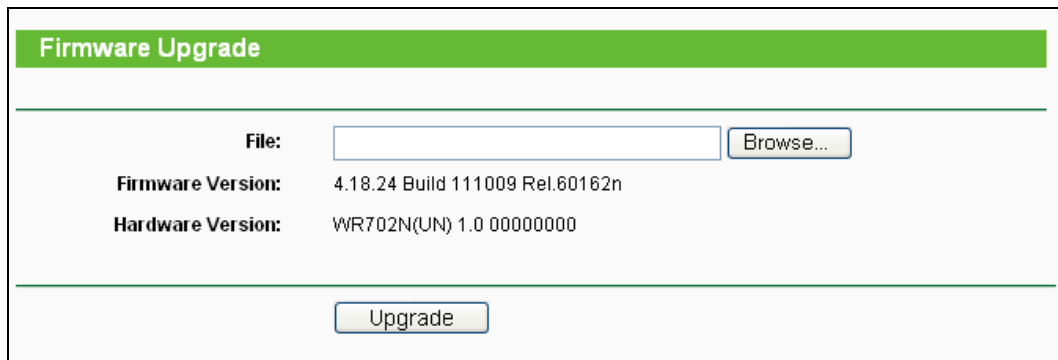 Firmware Upgrade
File:
Browse...
Firmware Version: 4.18.24 Build 111009 Rel.60162n
Hardware Version: WR702N(UN) 1.0 00000000
Upgrade